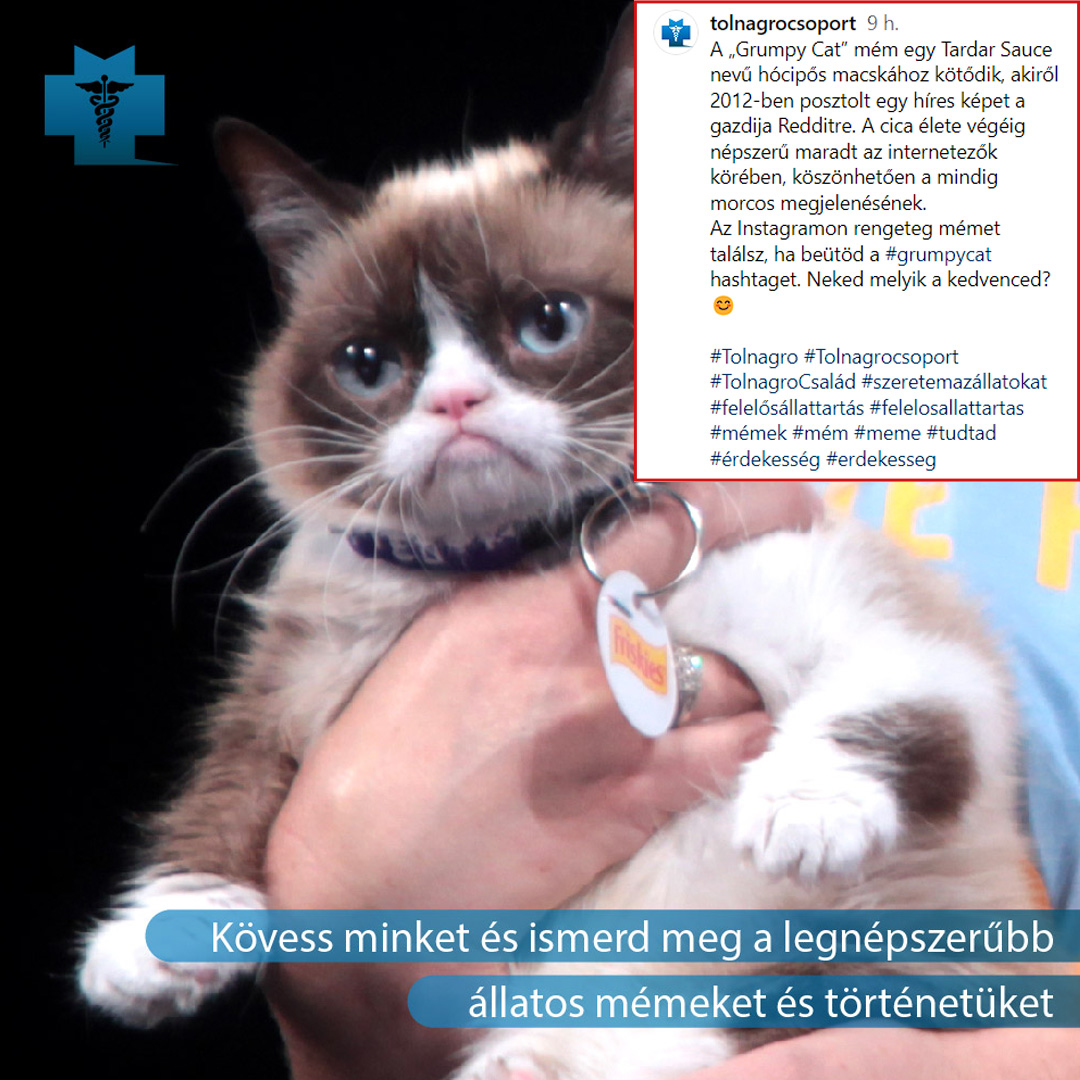 tolnagrocsoport 9 h.
A „Grumpy Cat” mém egy Tardar Sauce
nevű hócipős macskához kötődik, akiről
2012-ben posztolt egy híres képet a
gazdija Redditre. A cica élete végéig
népszerű maradt az internetezők
körében, köszönhetően a mindig
morcos megjelenésének.
Az Instagramon rengeteg mémet
találsz, ha beütöd a #grumpycat
hashtaget. Neked melyik a kedvenced?
😊
#Tolnagro #Tolnagrocsoport
#TolnagroCsalád #szeretemazállatokat
#felelősállattartás #felelosallattartas
#mémek #mém #meme #tudtad
#érdekesség #erdekesseg
friskies
Kövess minket és ismerd meg a legnépszerűbb
állatos mémeket és történetüket